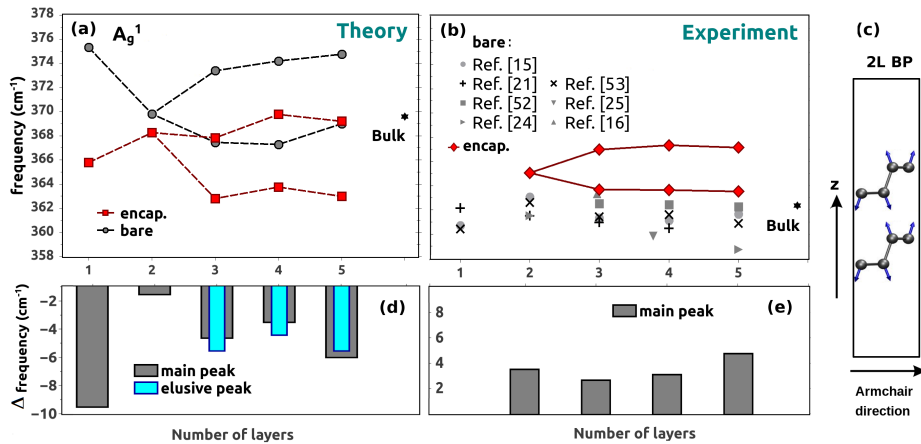 (a)
A_g^1
Theory
frequency (cm⁻¹)
378
376
374
372
370
368
366
364
362
360
358
*
Bulk
encap.
bare
1 2 3 4 5
(b)
Experiment
bare:
Ref. [15]
Ref. [21]
Ref. [53]
Ref. [52]
Ref. [25]
Ref. [24]
Ref. [16]
encap.
*
Bulk
1 2 3 4 5
(c)
2L BP
z
Armchair
direction
(d)
Δ frequency (cm⁻¹)
−2
−4
−6
−8
−10
main peak
elusive peak
Number of layers
(e)
main peak
8
6
4
2
Number of layers